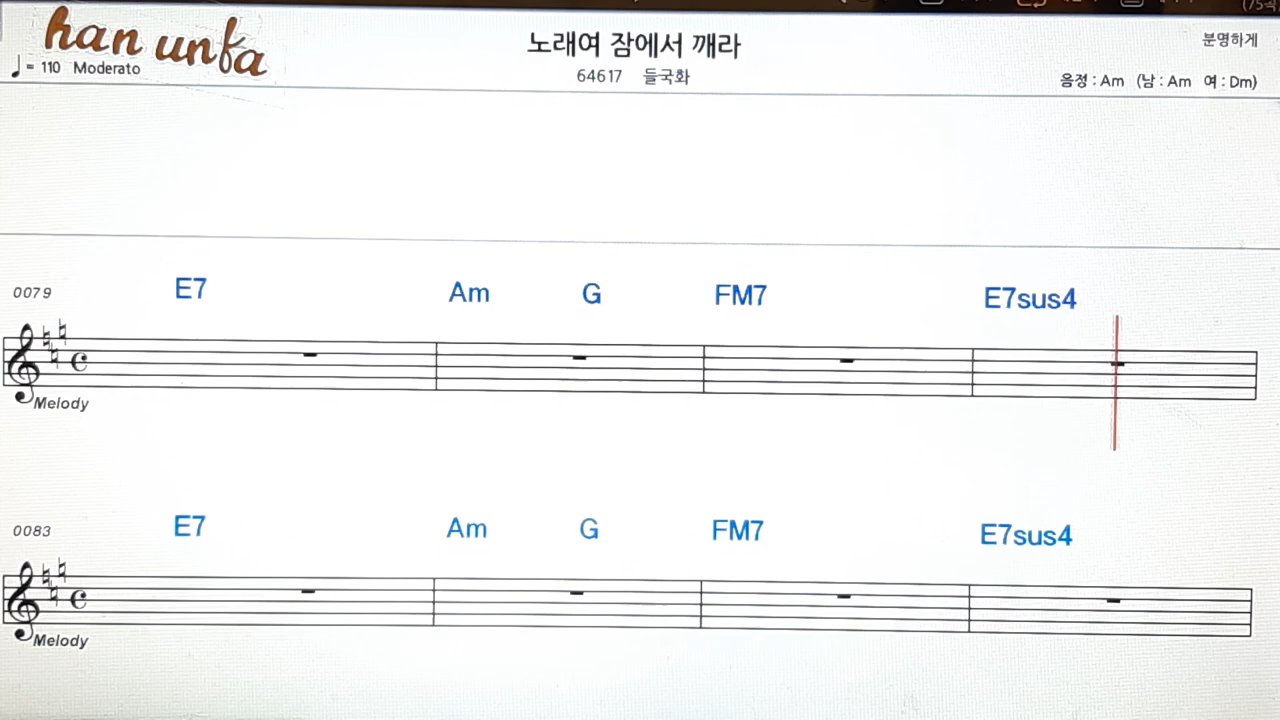 han unfa
노래여 잠에서 깨라
분명하게
♩= 110 Moderato
64617 들국화
음정 : Am (남 : Am 여 : Dm)
0079 E7 Am G FM7 E7sus4
Melody
0083 E7 Am G FM7 E7sus4
Melody